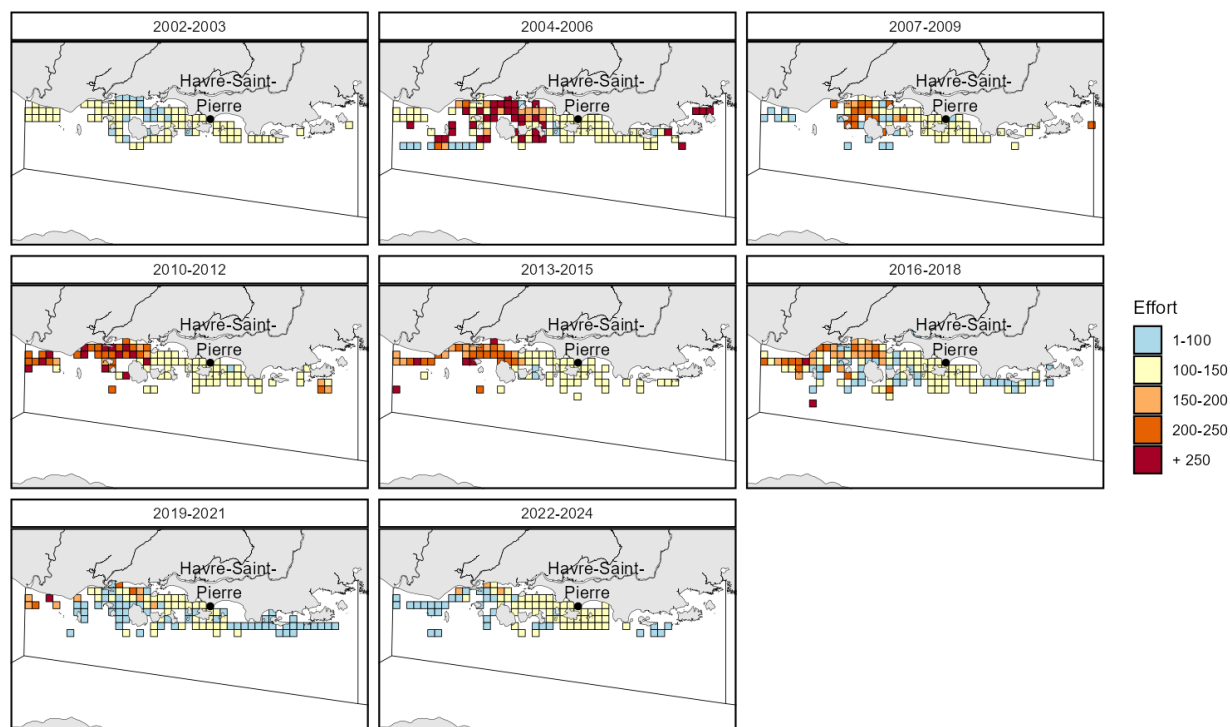 2002-2003
2004-2006
2007-2009
Havre-Saint-
Pierre
Havre-Saint-
Pierre
Havre-Saint-
Pierre
2010-2012
2013-2015
2016-2018
Havre-Saint-
Pierre
Havre-Saint-
Pierre
Havre-Saint-
Pierre
2019-2021
2022-2024
Havre-Saint-
Pierre
Havre-Saint-
Pierre
Effort
1-100
100-150
150-200
200-250
+ 250